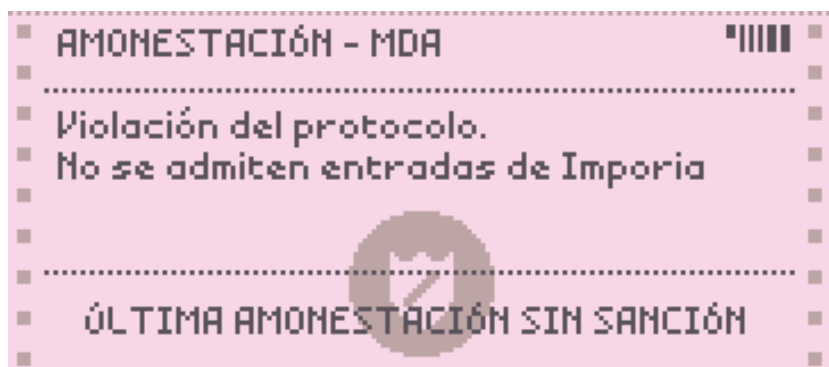 AMONESTACIÓN - MDA
Violación del protocolo.
No se admiten entradas de Imporia
ÚLTIMA AMONESTACIÓN SIN SANCIÓN